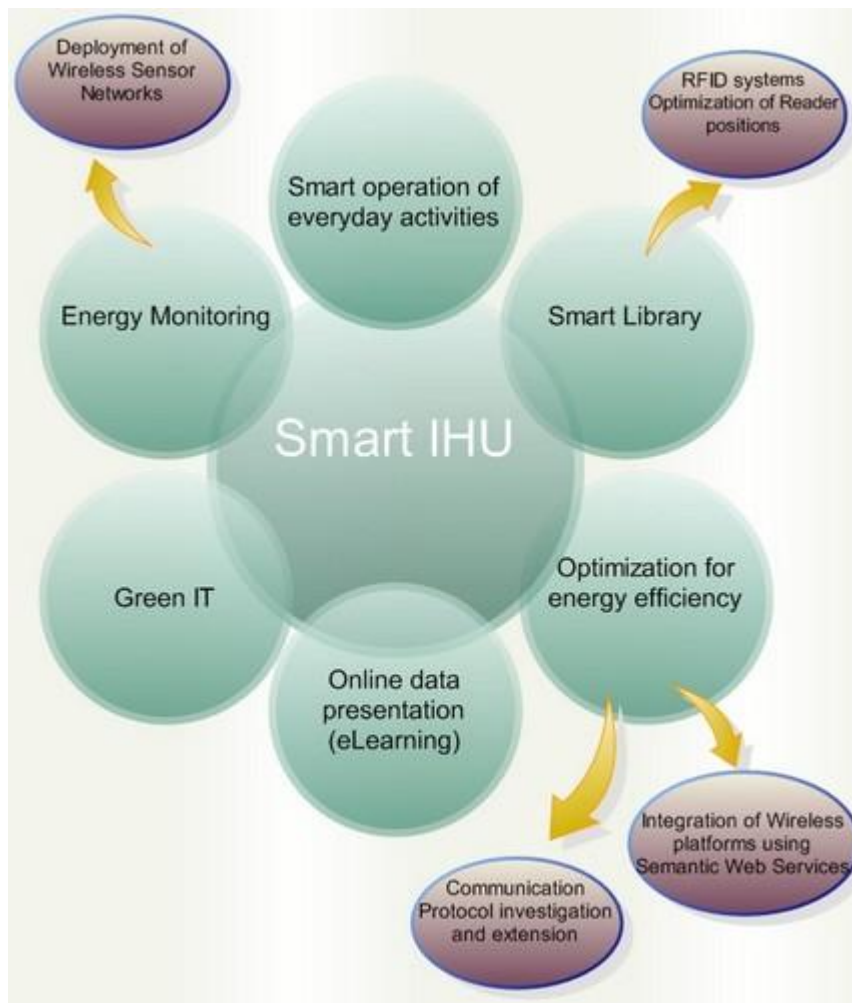 Deployment of
Wireless Sensor
Networks
RFID systems
Optimization of Reader
positions
Smart operation of
everyday activities
Energy Monitoring
Smart Library
Smart IHU
Green IT
Optimization for
energy efficiency
Online data
presentation
(eLearning)
Integration of Wireless
platforms using
Semantic Web Services
Communication
Protocol investigation
and extension